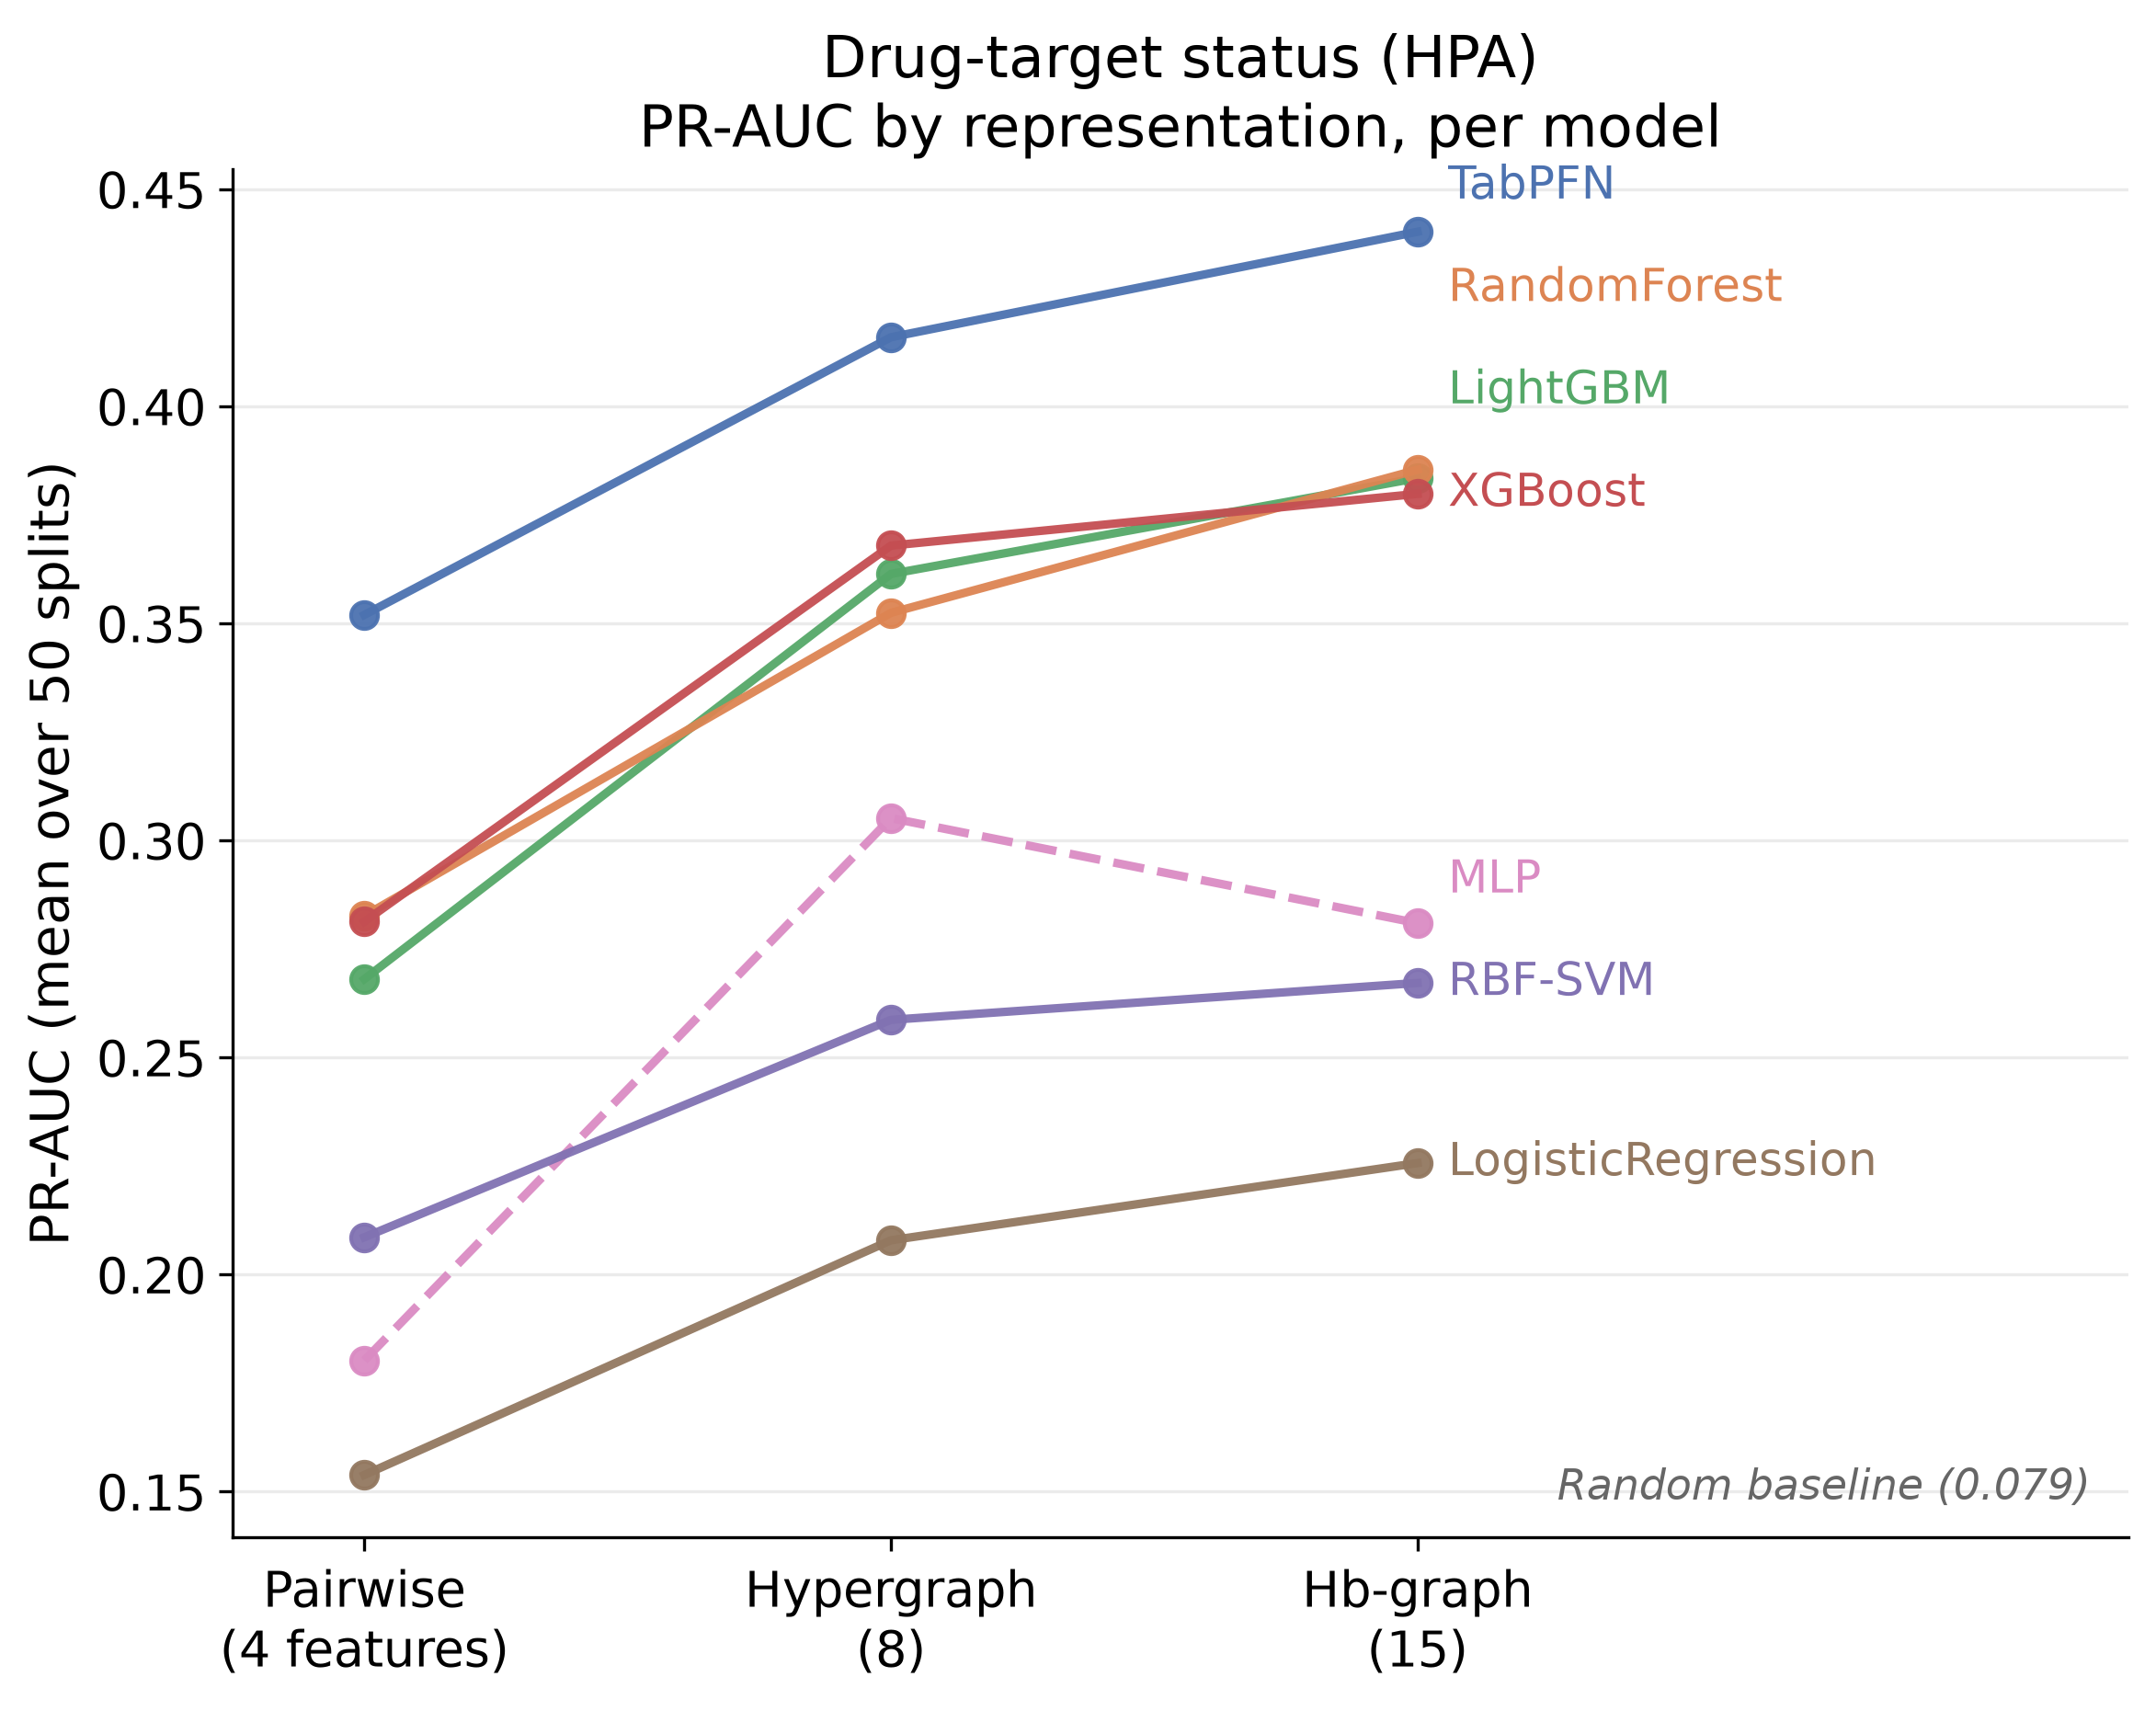 Drug-target status (HPA)
PR-AUC by representation, per model
PR-AUC (mean over 50 splits)
0.45
0.40
0.35
0.30
0.25
0.20
0.15
TabPFN
RandomForest
LightGBM
XGBoost
MLP
RBF-SVM
LogisticRegression
Random baseline (0.079)
Pairwise
(4 features)
Hypergraph
(8)
Hb-graph
(15)